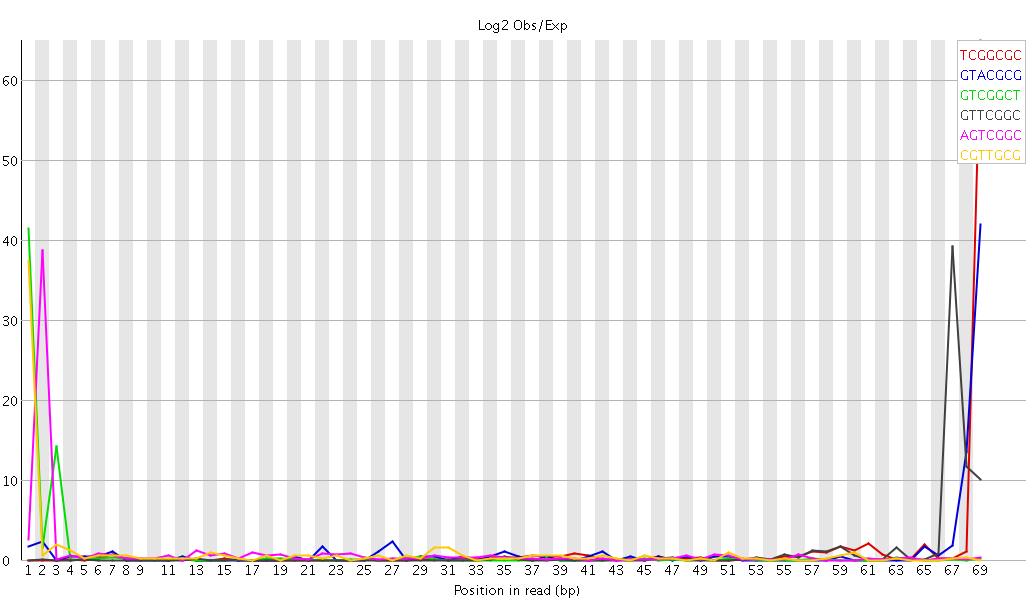 Log2 Obs/Exp
TCGGCGC
GTACGCG
GTCGGCT
GTTCGGC
AGTCGGC
CGTTGCG
60
50
40
30
20
10
0
1 2 3 4 5 6 7 8 9 11 13 15 17 19 21 23 25 27 29 31 33 35 37 39 41 43 45 47 49 51 53 55 57 59 61 63 65 67 69
Position in read (bp)